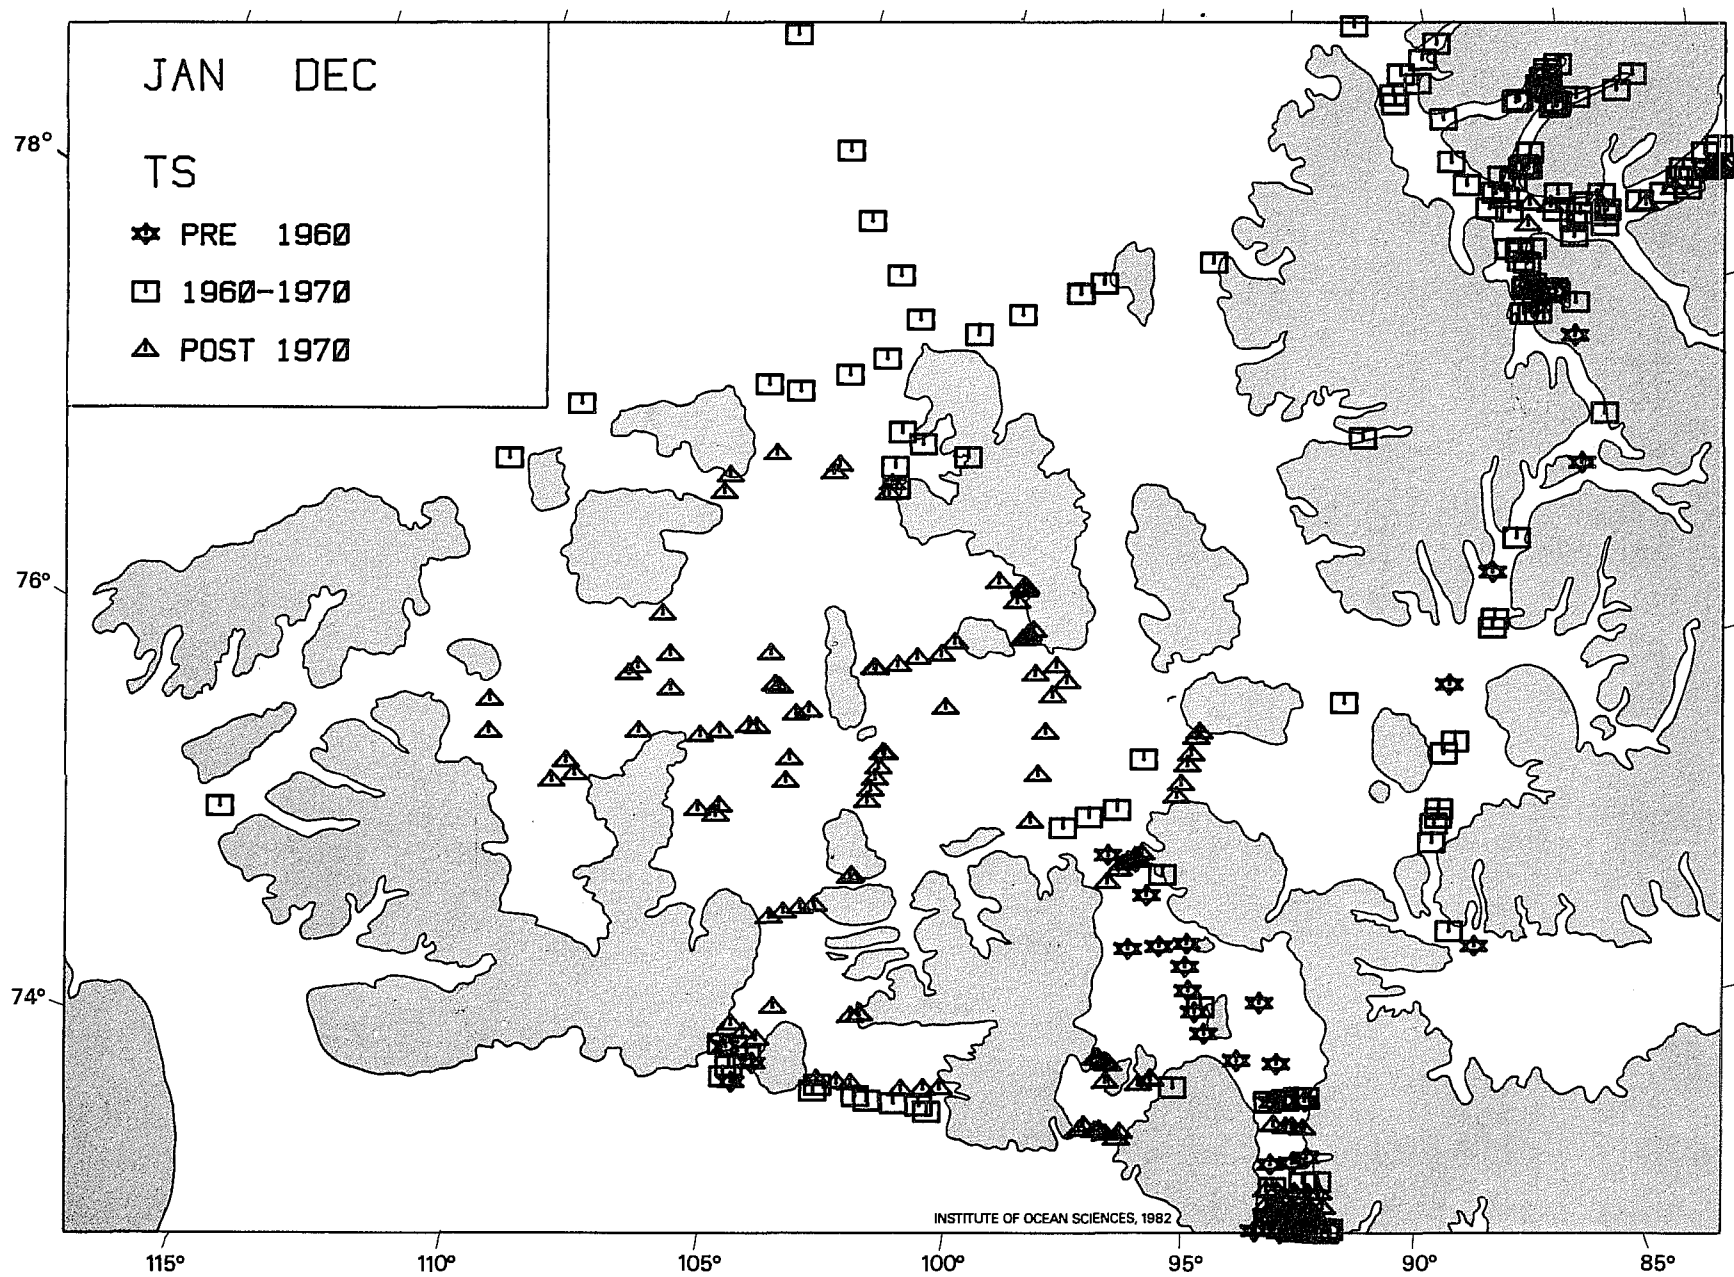 JAN DEC
TS
PRE 1960
1960-1970
POST 1970
78°
76°
74°
INSTITUTE OF OCEAN SCIENCES, 1982
115° 110° 105° 100° 95° 90° 85°